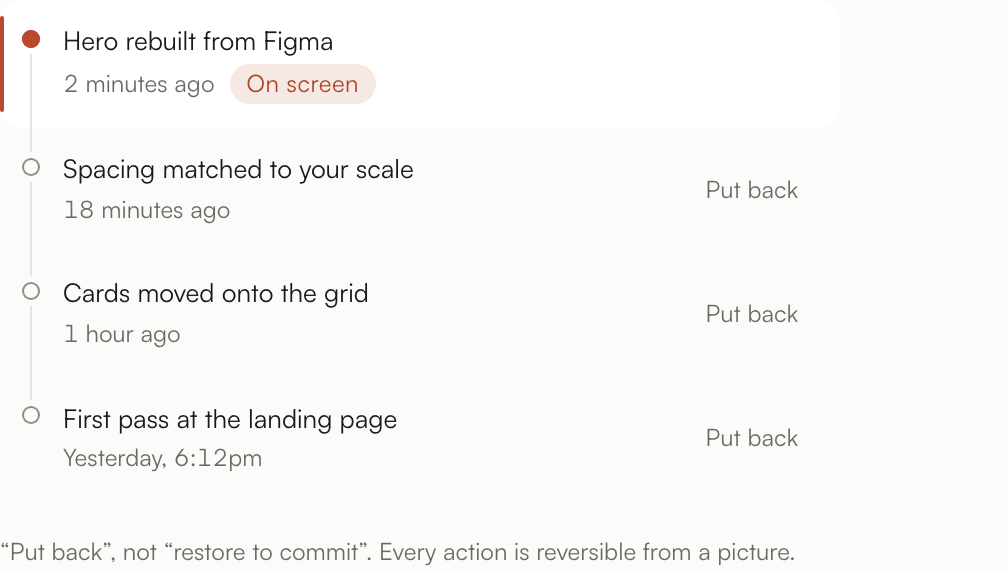 Hero rebuilt from Figma
2 minutes ago On screen
Spacing matched to your scale
18 minutes ago
Put back
Cards moved onto the grid
1 hour ago
Put back
First pass at the landing page
Yesterday, 6:12pm
Put back
“Put back”, not “restore to commit”. Every action is reversible from a picture.